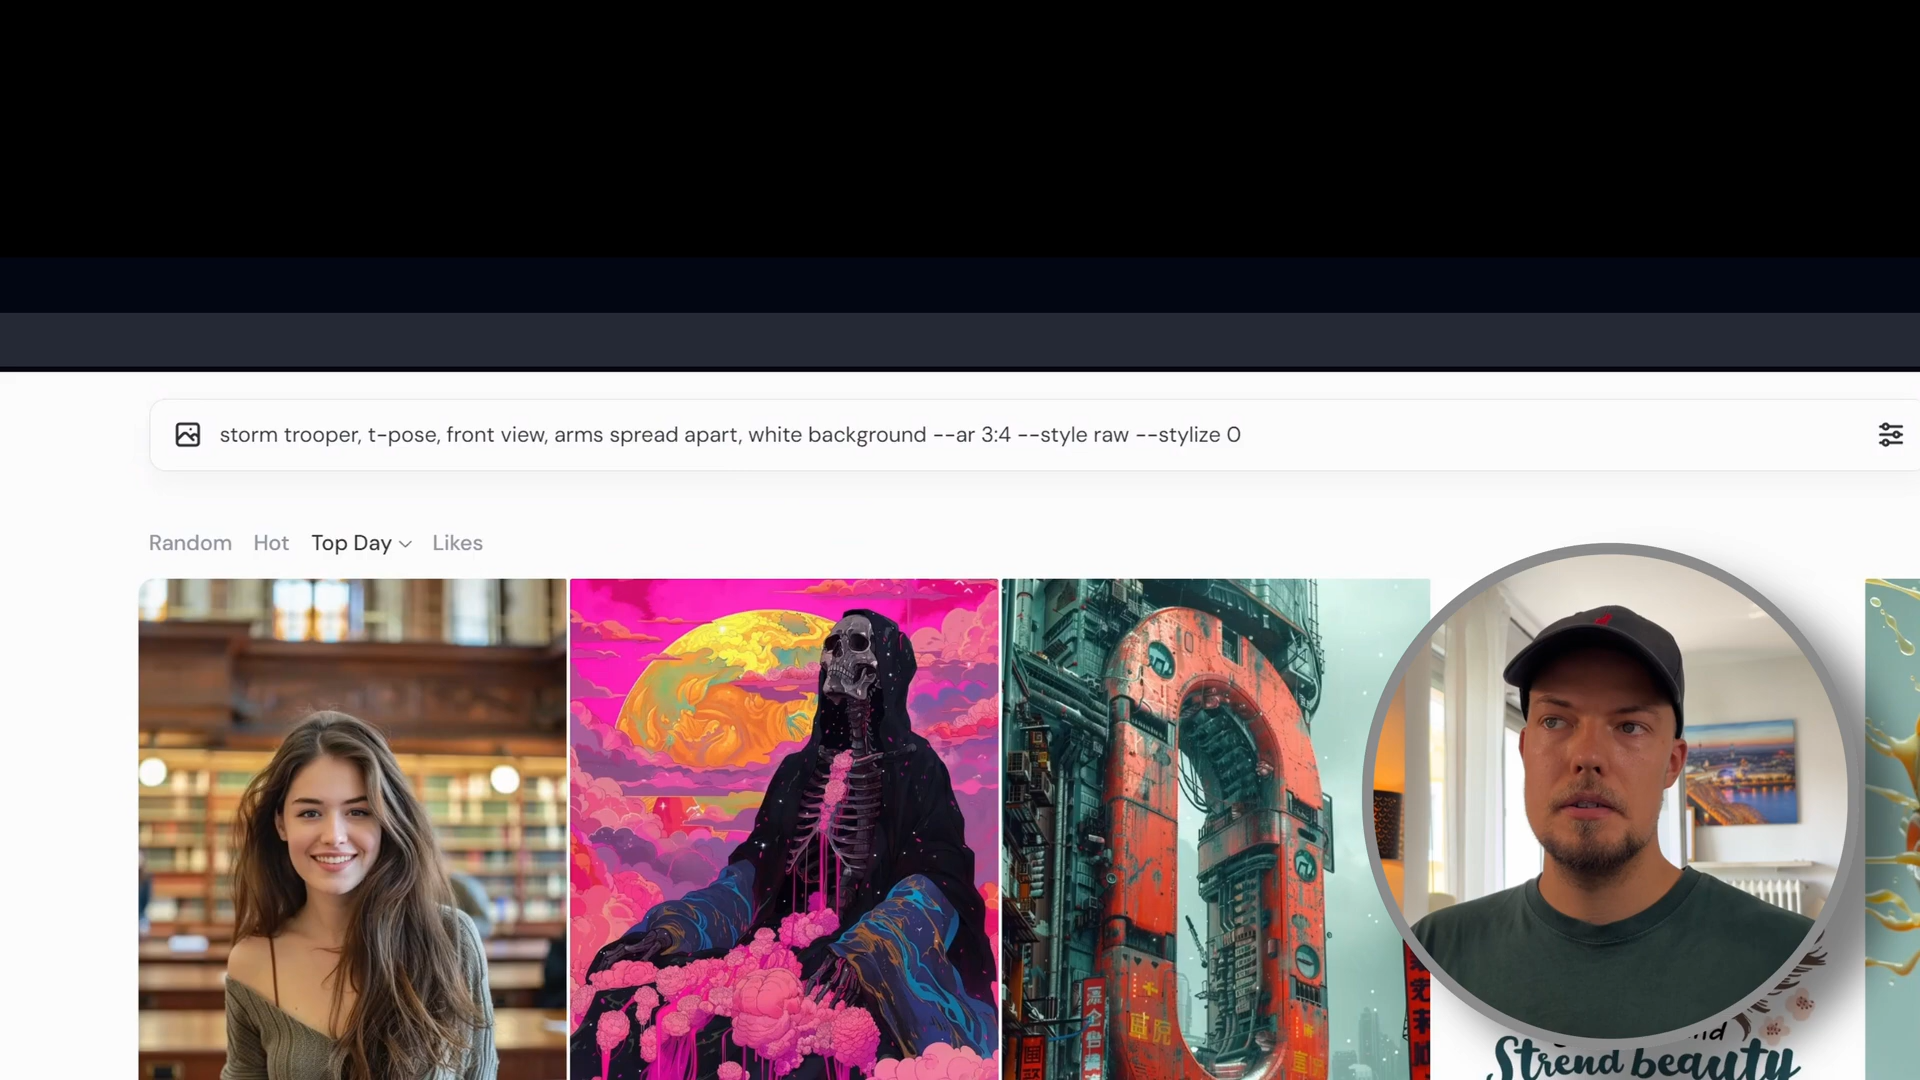 storm trooper, t-pose, front view, arms spread apart, white background --ar 3:4 --style raw --stylize 0
Random Hot Top Day Likes
Strend beauty